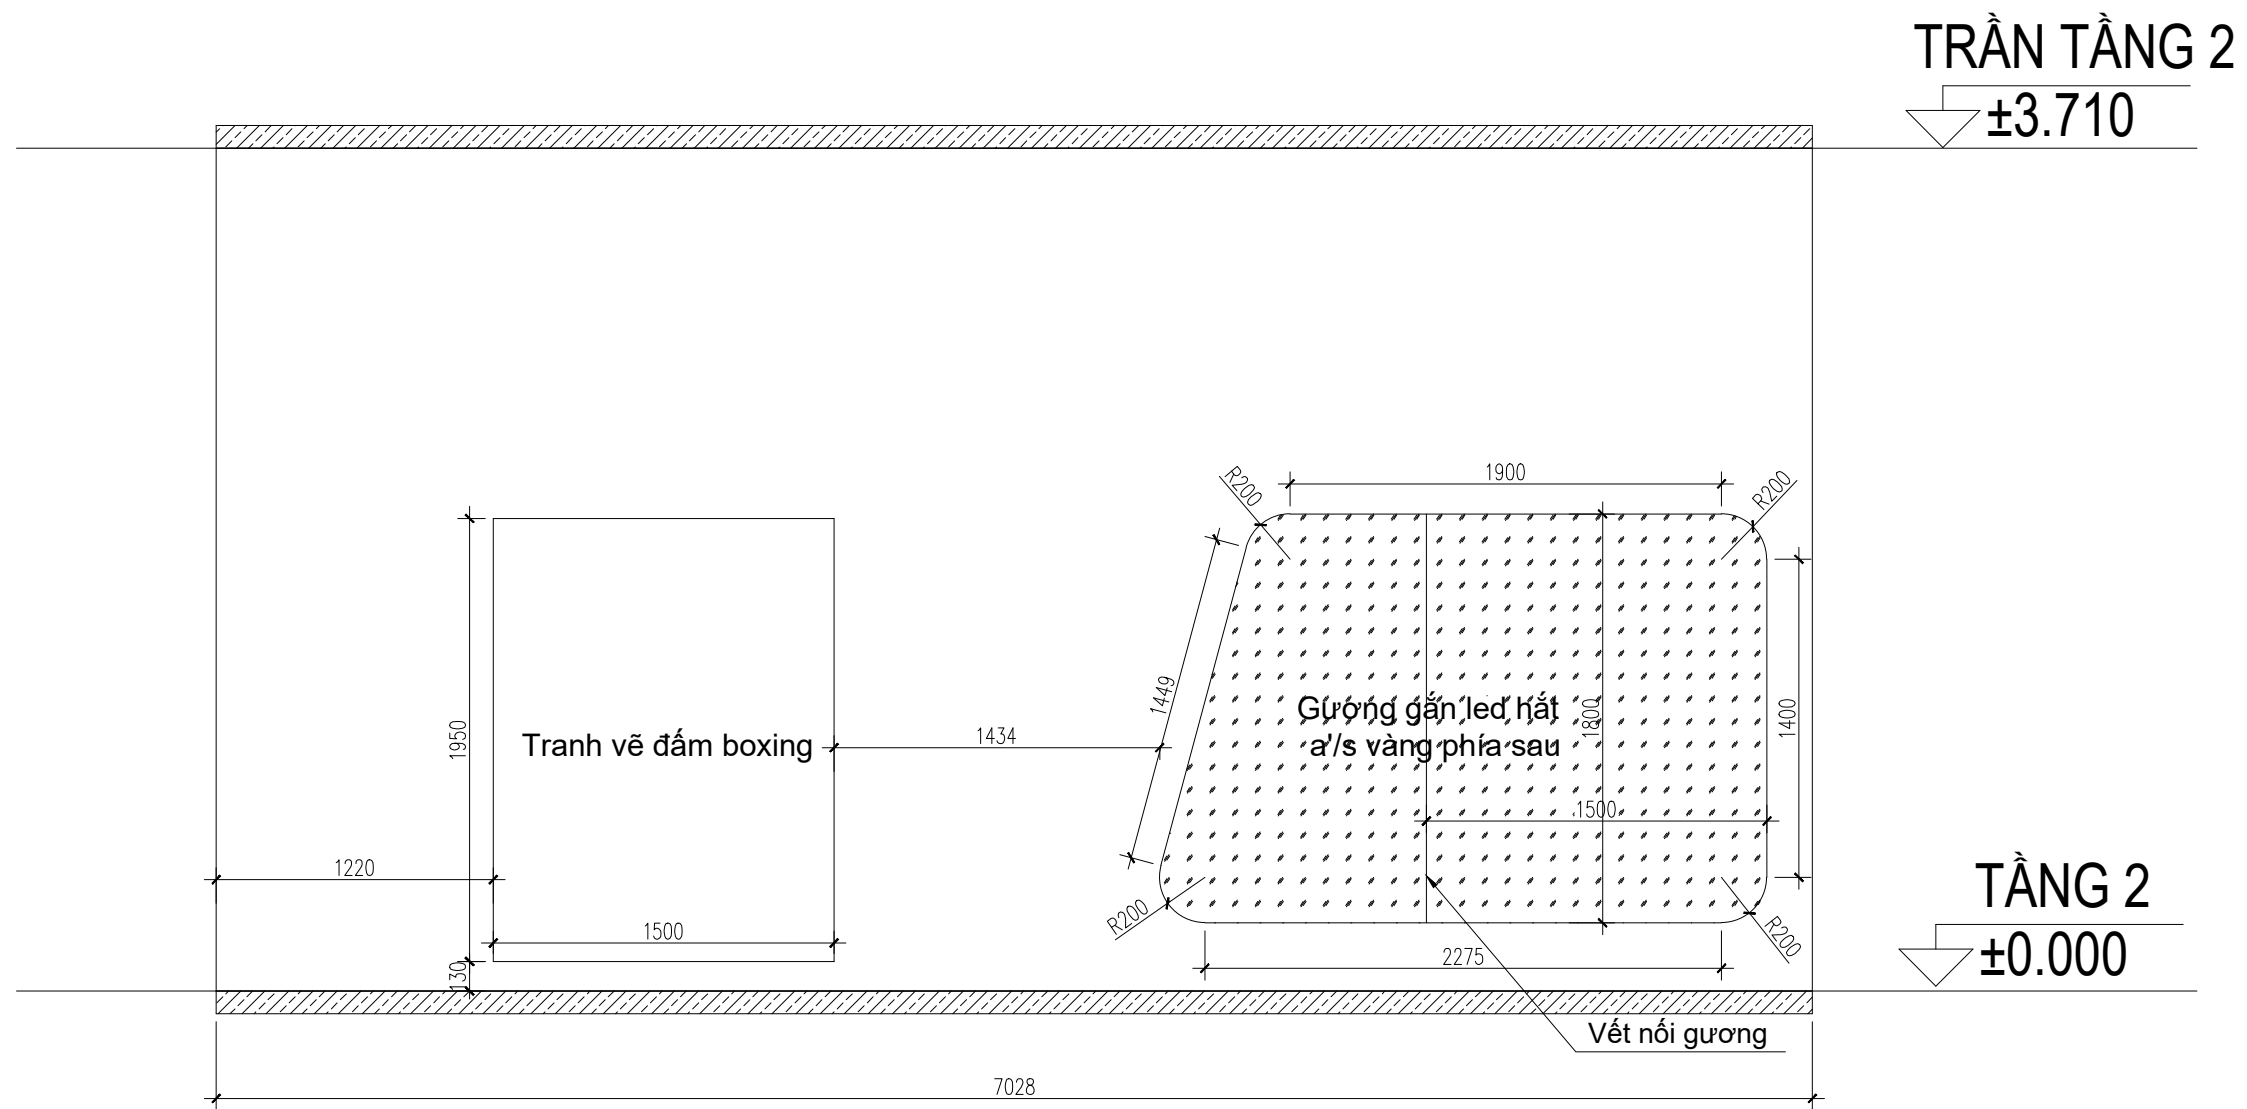 TRẦN TẦNG 2
±3.710
1900
R200
R200
1449
1950
Tranh vẽ đấm boxing
1434
Gương gắn led hắt
a'/s vàng phía sau
1800
1400
1500
1220
1500
R200
R200
2275
130
TẦNG 2
±0.000
Vết nối gương
7028